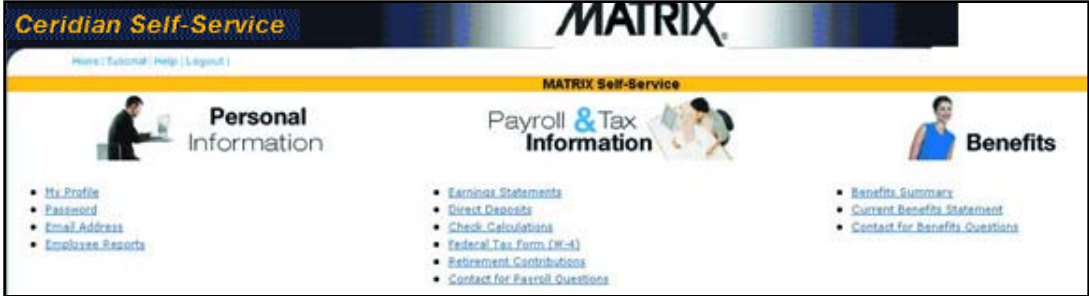 Ceridian Self-Service
MATRIX®
Home | Tutorial | Help | Logout |
MATRIX Self-Service
Personal
Information
My Profile
Password
Email Address
Employee Reports
Payroll & Tax
Information
Earnings Statements
Direct Deposits
Check Calculations
Federal Tax Form (W-4)
Retirement Contributions
Contact for Payroll Questions
Benefits
Benefits Summary
Current Benefits Statement
Contact for Benefits Questions